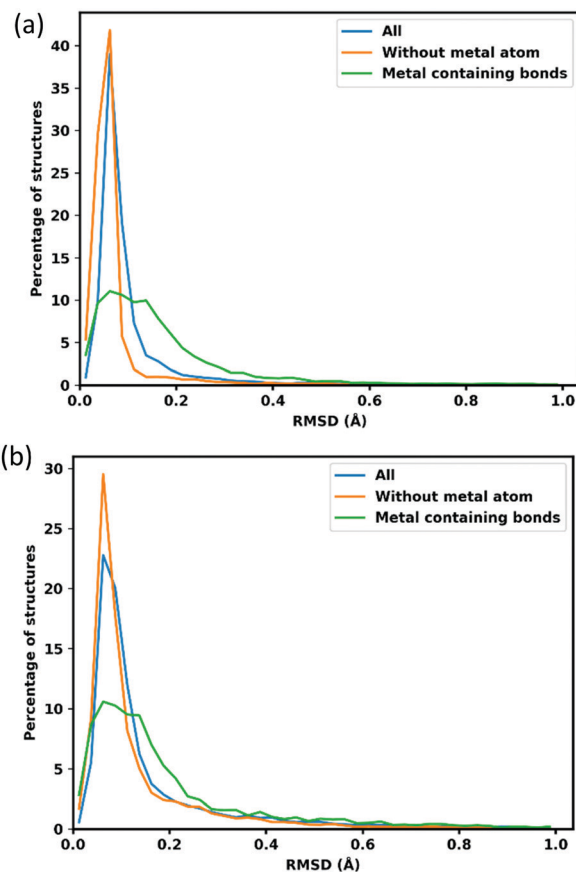 (a)
All
Without metal atom
Metal containing bonds
Percentage of structures
40
35
30
25
20
15
10
5
0
0.0 0.2 0.4 0.6 0.8 1.0
RMSD (Å)
(b)
All
Without metal atom
Metal containing bonds
Percentage of structures
30
25
20
15
10
5
0
0.0 0.2 0.4 0.6 0.8 1.0
RMSD (Å)